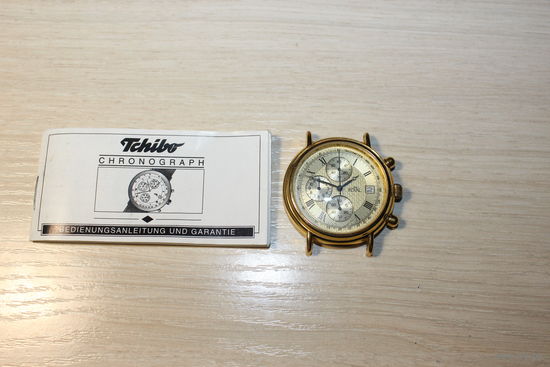 Tchibo
CHRONOGRAPH
BEDIENUNGSANLEITUNG UND GARANTIE